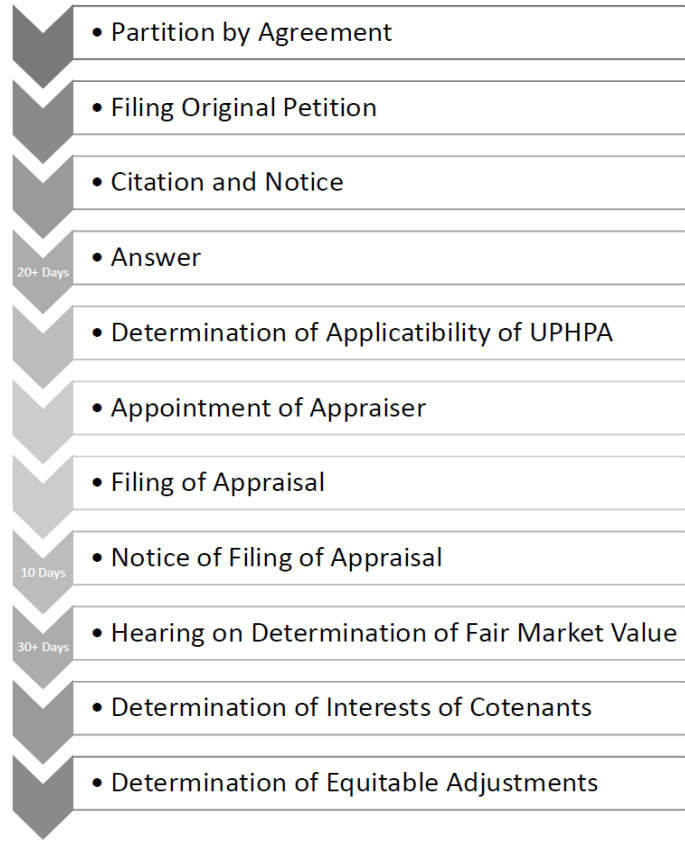 • Partition by Agreement
• Filing Original Petition
• Citation and Notice
20+ Days
• Answer
• Determination of Applicatibility of UPHPA
• Appointment of Appraiser
• Filing of Appraisal
10 Days
• Notice of Filing of Appraisal
30+ Days
• Hearing on Determination of Fair Market Value
• Determination of Interests of Cotenants
• Determination of Equitable Adjustments